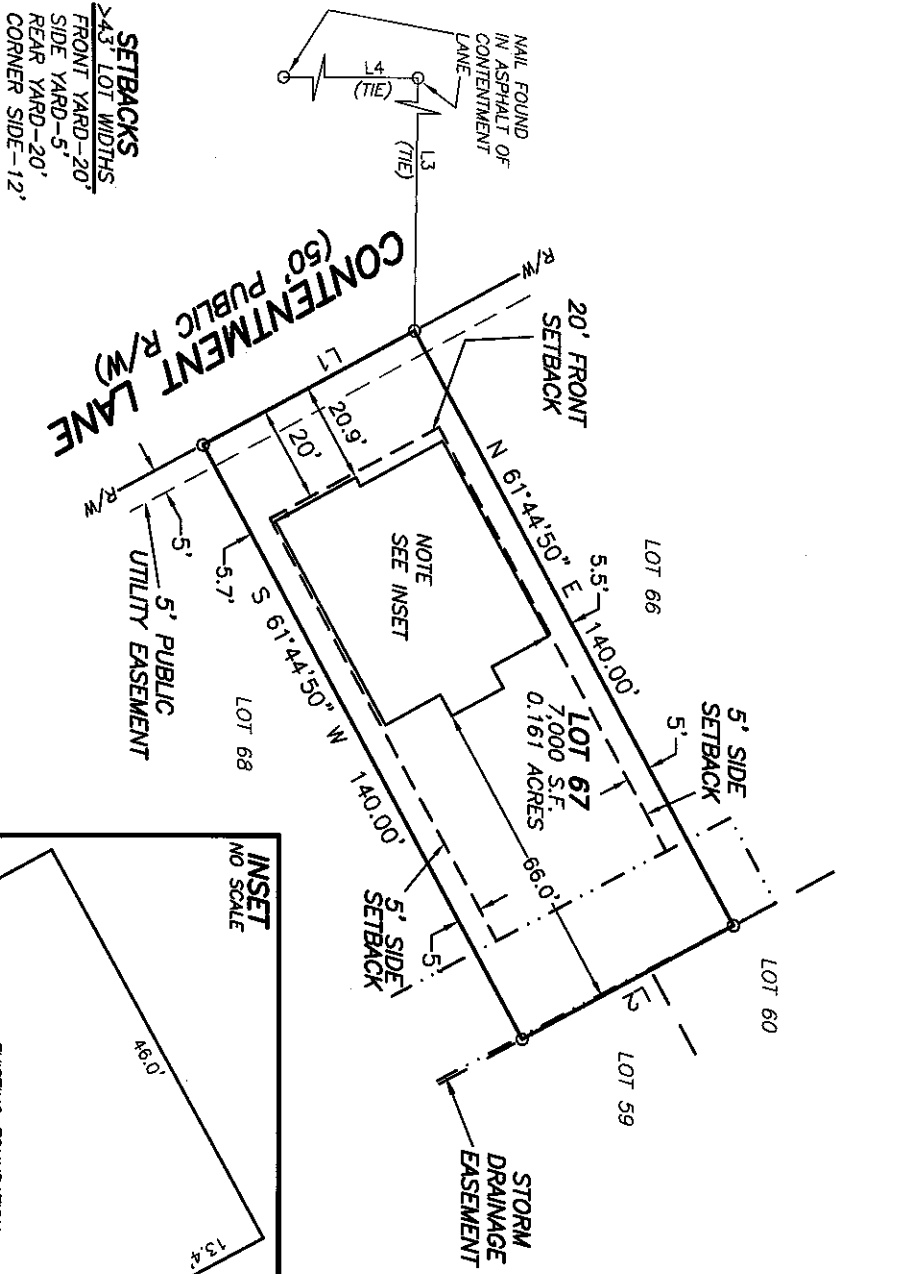 NAIL FOUND
IN ASPHALT OF
CONTENTMENT
LANE
L4
(TIE)
L3
(TIE)
SETBACKS
>43' LOT WIDTHS
FRONT YARD-20'
SIDE YARD-5'
REAR YARD-20'
CORNER SIDE-12'
CONTENTMENT LANE
(50' PUBLIC R/W)
R/W
R/W
20' FRONT
SETBACK
L1
20.9'
20'
N 61°44'50" E
140.00'
5.5'
LOT 66
5' SIDE
SETBACK
5'
NOTE
SEE INSET
LOT 67
7,000 S.F.
0.161 ACRES
66.0'
5'
5.7'
5' PUBLIC
UTILITY EASEMENT
S 61°44'50" W
140.00'
LOT 68
5' SIDE
SETBACK
5'
L2
LOT 60
LOT 59
STORM
DRAINAGE
EASEMENT
INSET
NO SCALE
46.0'
13.4'